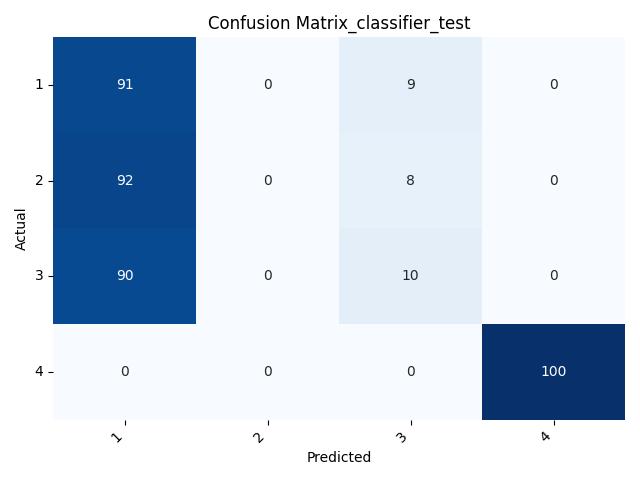 Confusion Matrix_classifier_test
Actual
1 91 0 9 0
2 92 0 8 0
3 90 0 10 0
4 0 0 0 100
1 2 3 4
Predicted